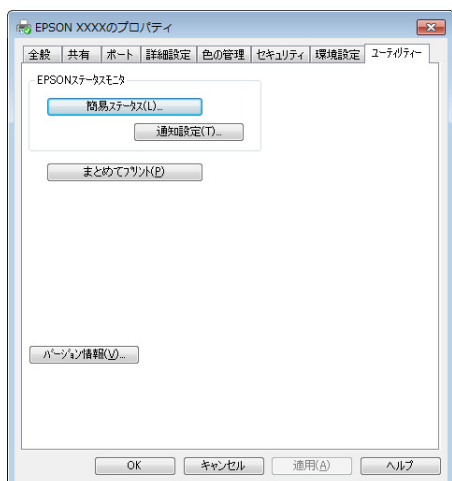 EPSON XXXXのプロパティ
全般 共有 ポート 詳細設定 色の管理 セキュリティ 環境設定 ユーティリティー
EPSONステータスモニタ
簡易ステータス(L)...
通知設定(T)...
まとめてプリント(P)
バージョン情報(V)...
OK キャンセル 適用(A) ヘルプ